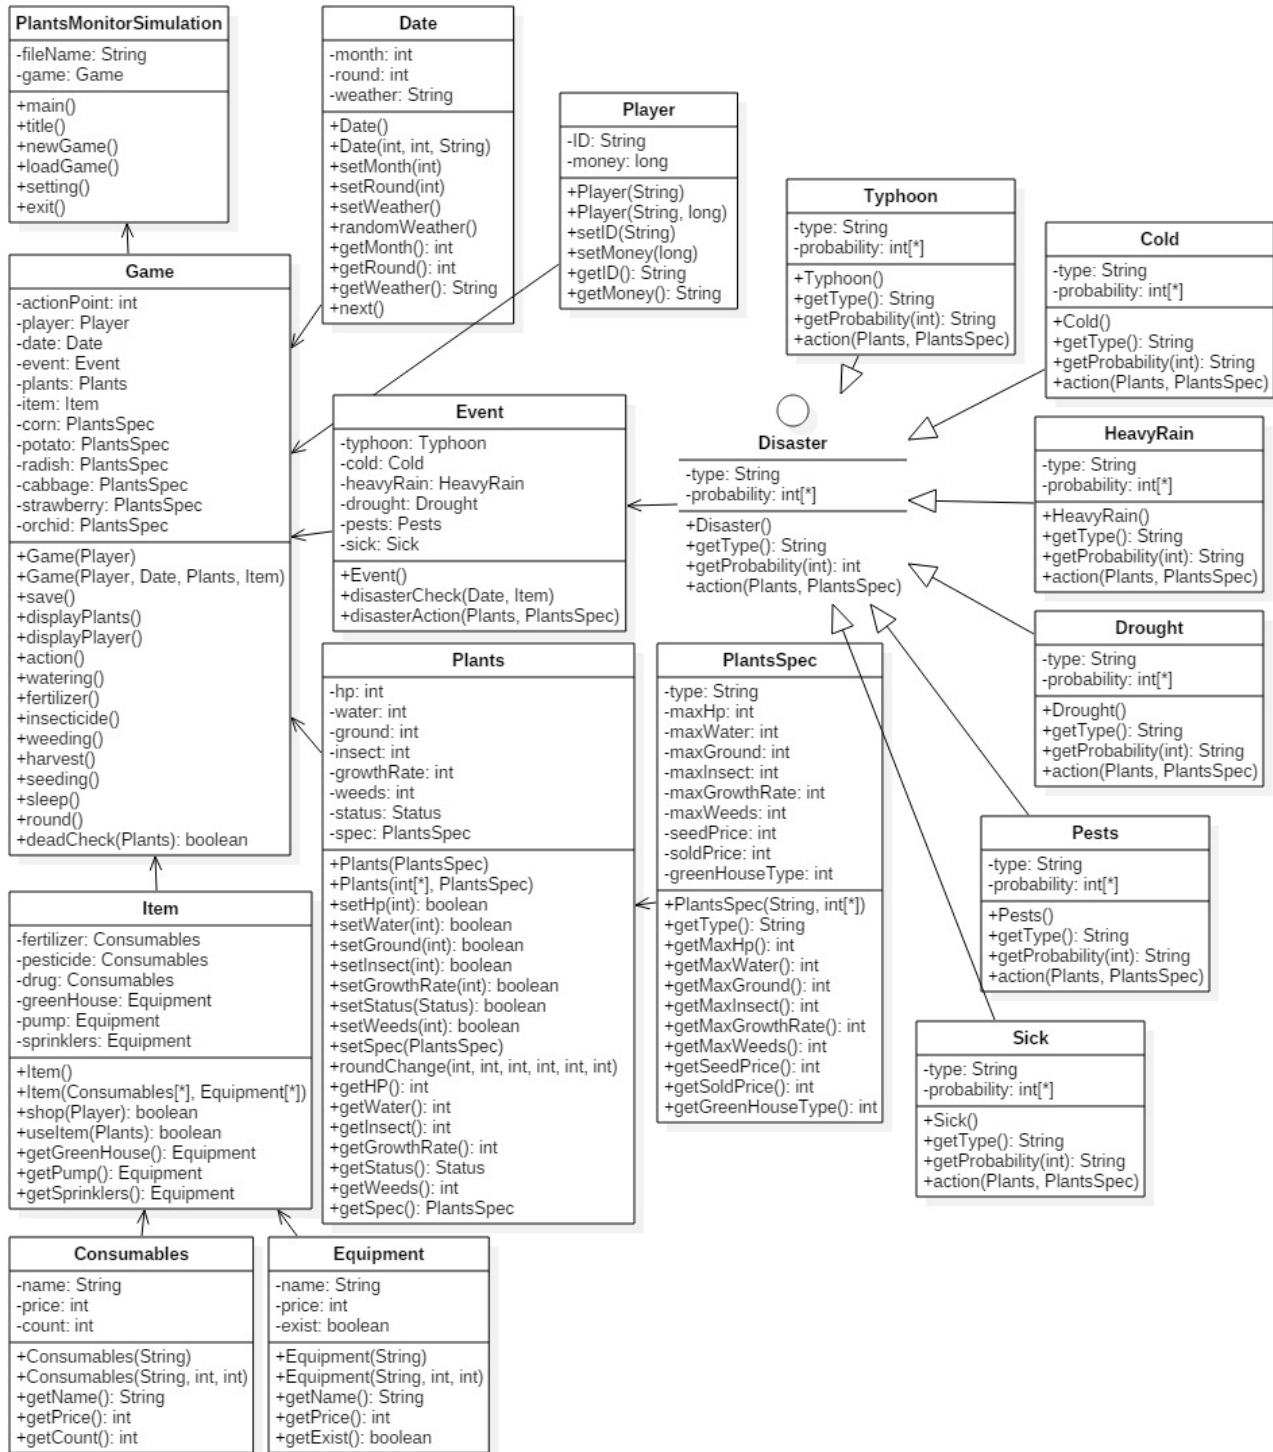 PlantsMonitorSimulation
-fileName: String
-game: Game
+main()
+title()
+newGame()
+loadGame()
+setting()
+exit()
Date
-month: int
-round: int
-weather: String
+Date()
+Date(int, int, String)
+setMonth(int)
+setRound(int)
+setWeather()
+randomWeather()
+getMonth(): int
+getRound(): int
+getWeather(): String
+next()
Player
-ID: String
-money: long
+Player(String)
+Player(String, long)
+setID(String)
+setMoney(long)
+getID(): String
+getMoney(): String
Typhoon
-type: String
-probability: int[*]
+Typhoon()
+getType(): String
+getProbability(int): String
+action(Plants, PlantsSpec)
Cold
-type: String
-probability: int[*]
+Cold()
+getType(): String
+getProbability(int): String
+action(Plants, PlantsSpec)
Game
-actionPoint: int
-player: Player
-date: Date
-event: Event
-plants: Plants
-item: Item
-corn: PlantsSpec
-potato: PlantsSpec
-radish: PlantsSpec
-cabbage: PlantsSpec
-strawberry: PlantsSpec
-orchid: PlantsSpec
+Game(Player)
+Game(Player, Date, Plants, Item)
+save()
+displayPlants()
+displayPlayer()
+action()
+watering()
+fertilizer()
+insecticide()
+weeding()
+harvest()
+seeding()
+sleep()
+round()
+deadCheck(Plants): boolean
Event
-typhoon: Typhoon
-cold: Cold
-heavyRain: HeavyRain
-drought: Drought
-pests: Pests
-sick: Sick
+Event()
+disasterCheck(Date, Item)
+disasterAction(Plants, PlantsSpec)
Disaster
-type: String
-probability: int[*]
+Disaster()
+getType(): String
+getProbability(int): int
+action(Plants, PlantsSpec)
HeavyRain
-type: String
-probability: int[*]
+HeavyRain()
+getType(): String
+getProbability(int): String
+action(Plants, PlantsSpec)
Drought
-type: String
-probability: int[*]
+Drought()
+getType(): String
+getProbability(int): String
+action(Plants, PlantsSpec)
Plants
-hp: int
-water: int
-ground: int
-insect: int
-growthRate: int
-weeds: int
-status: Status
-spec: PlantsSpec
+Plants(PlantsSpec)
+Plants(int[*], PlantsSpec)
+setHp(int): boolean
+setWater(int): boolean
+setGround(int): boolean
+setInsect(int): boolean
+setGrowthRate(int): boolean
+setStatus(Status): boolean
+setWeeds(int): boolean
+setSpec(PlantsSpec)
+roundChange(int, int, int, int, int, int)
+getHP(): int
+getWater(): int
+getInsect(): int
+getGrowthRate(): int
+getStatus(): Status
+getWeeds(): int
+getSpec(): PlantsSpec
PlantsSpec
-type: String
-maxHp: int
-maxWater: int
-maxGround: int
-maxInsect: int
-maxGrowthRate: int
-maxWeeds: int
-seedPrice: int
-soldPrice: int
-greenHouseType: int
+PlantsSpec(String, int[*])
+getType(): String
+getMaxHp(): int
+getMaxWater(): int
+getMaxGround(): int
+getMaxInsect(): int
+getMaxGrowthRate(): int
+getMaxWeeds(): int
+getSeedPrice(): int
+getSoldPrice(): int
+getGreenHouseType(): int
Pests
-type: String
-probability: int[*]
+Pests()
+getType(): String
+getProbability(int): String
+action(Plants, PlantsSpec)
Sick
-type: String
-probability: int[*]
+Sick()
+getType(): String
+getProbability(int): String
+action(Plants, PlantsSpec)
Item
-fertilizer: Consumables
-pesticide: Consumables
-drug: Consumables
-greenHouse: Equipment
-pump: Equipment
-sprinklers: Equipment
+Item()
+Item(Consumables[*], Equipment[*])
+shop(Player): boolean
+useItem(Plants): boolean
+getGreenHouse(): Equipment
+getPump(): Equipment
+getSprinklers(): Equipment
Consumables
-name: String
-price: int
-count: int
+Consumables(String)
+Consumables(String, int, int)
+getName(): String
+getPrice(): int
+getCount(): int
Equipment
-name: String
-price: int
-exist: boolean
+Equipment(String)
+Equipment(String, int, int)
+getName(): String
+getPrice(): int
+getExist(): boolean